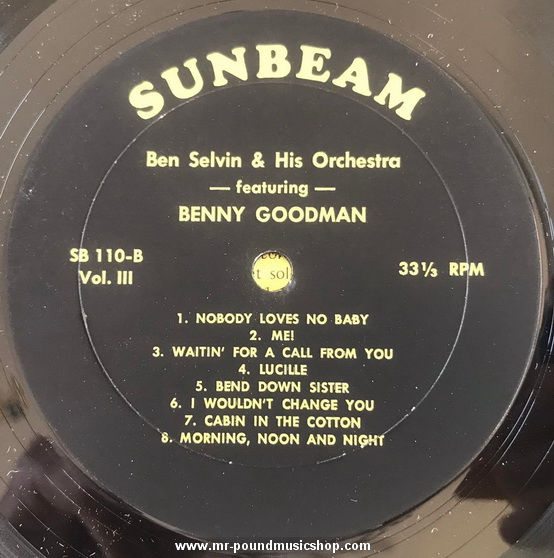 SUNBEAM
Ben Selvin & His Orchestra
— featuring —
BENNY GOODMAN
SB 110-B
Vol. III
33⅓ RPM
t sol
1. NOBODY LOVES NO BABY
2. ME!
3. WAITIN' FOR A CALL FROM YOU
4. LUCILLE
5. BEND DOWN SISTER
6. I WOULDN'T CHANGE YOU
7. CABIN IN THE COTTON
8. MORNING, NOON AND NIGHT
www.mr-poundmusicshop.com